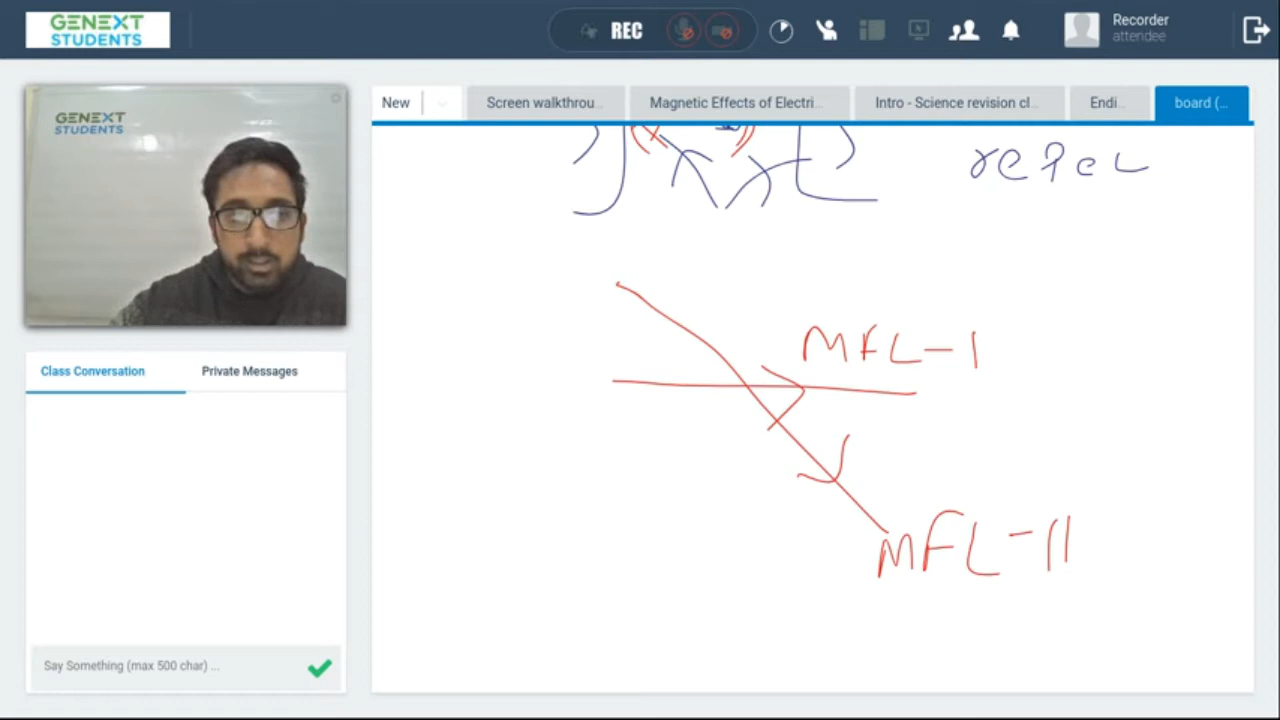 GENEXT
STUDENTS
REC
Recorder
attendee
GENEXT
STUDENTS
New
Screen walkthrou...
Magnetic Effects of Electri...
Intro - Science revision cl...
Endi...
board (...
repel
MFL-I
MFL-II
Class Conversation
Private Messages
Say Something (max 500 char) ...